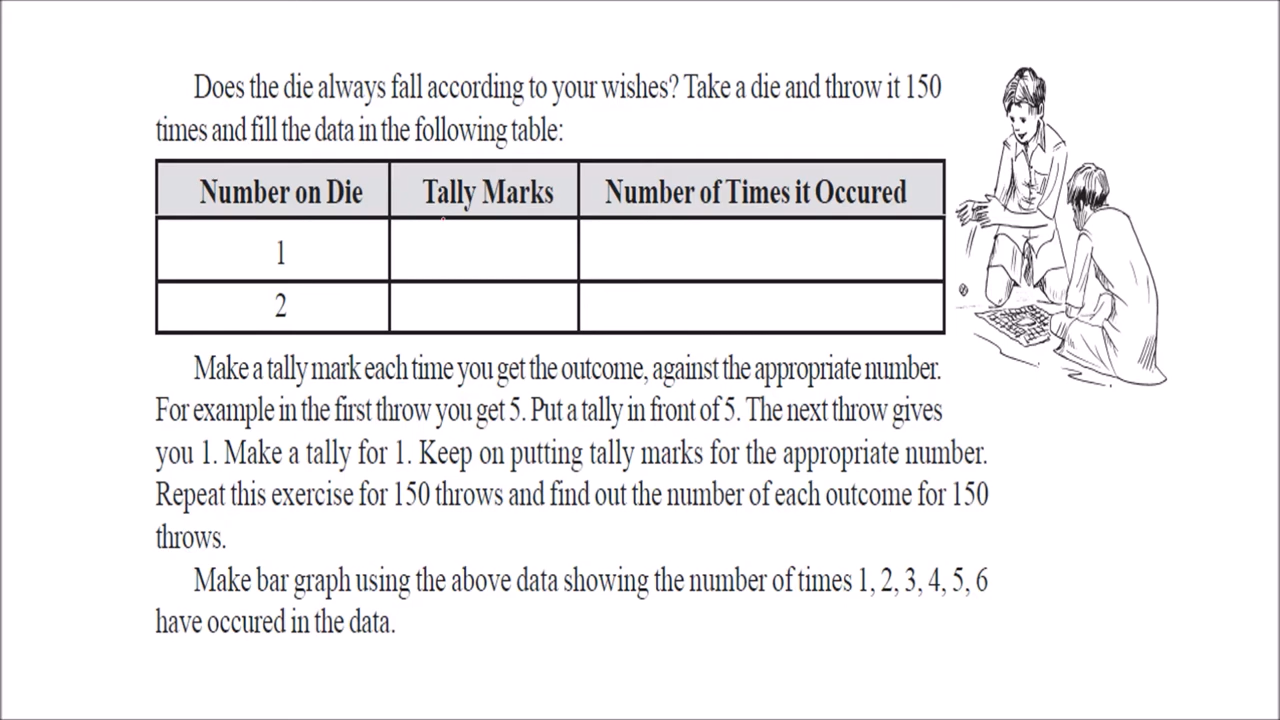 Does the die always fall according to your wishes? Take a die and throw it 150
times and fill the data in the following table:
Number on Die Tally Marks Number of Times it Occured
1
2
Make a tally mark each time you get the outcome, against the appropriate number.
For example in the first throw you get 5. Put a tally in front of 5. The next throw gives
you 1. Make a tally for 1. Keep on putting tally marks for the appropriate number.
Repeat this exercise for 150 throws and find out the number of each outcome for 150
throws.
Make bar graph using the above data showing the number of times 1, 2, 3, 4, 5, 6
have occured in the data.